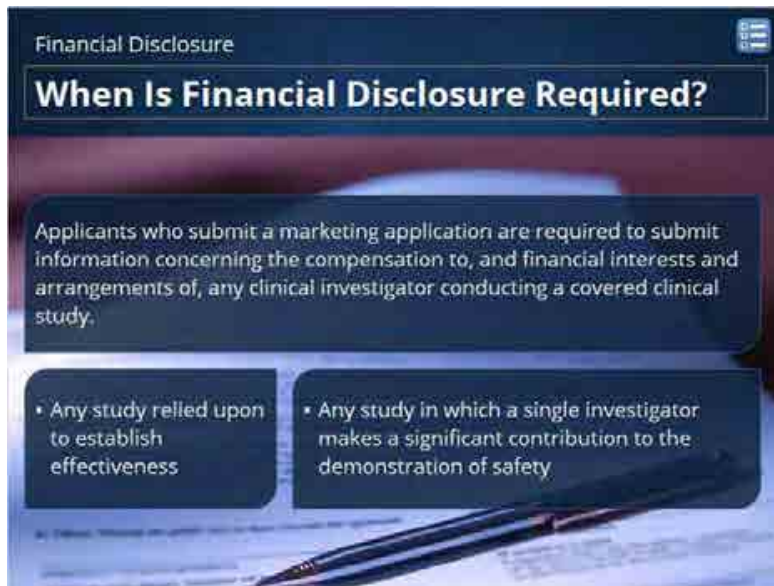 Financial Disclosure
When Is Financial Disclosure Required?
Applicants who submit a marketing application are required to submit
information concerning the compensation to, and financial interests and
arrangements of, any clinical investigator conducting a covered clinical
study.
▪ Any study relied upon
to establish
effectiveness
▪ Any study in which a single investigator
makes a significant contribution to the
demonstration of safety